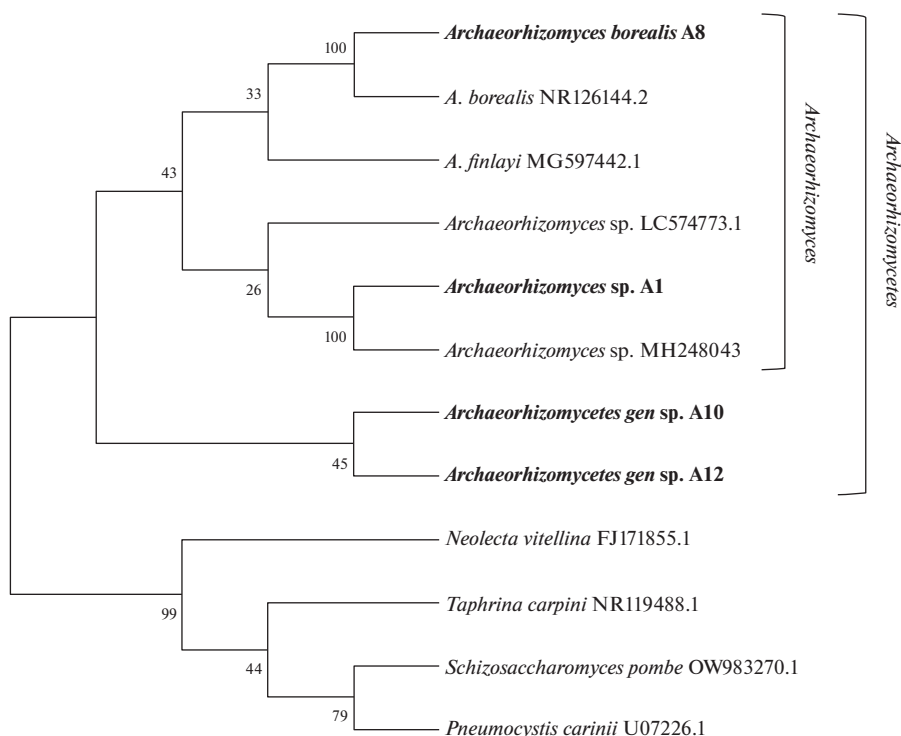 Archaeorhizomyces borealis A8
100
A. borealis NR126144.2
33
A. finlayi MG597442.1
43
Archaeorhizomyces sp. LC574773.1
26
Archaeorhizomyces sp. A1
100
Archaeorhizomyces sp. MH248043
Archaeorhizomycetes gen sp. A10
45
Archaeorhizomycetes gen sp. A12
Neolecta vitellina FJ171855.1
99
Taphrina carpini NR119488.1
44
Schizosaccharomyces pombe OW983270.1
79
Pneumocystis carinii U07226.1
Archaeorhizomyces
Archaeorhizomycetes